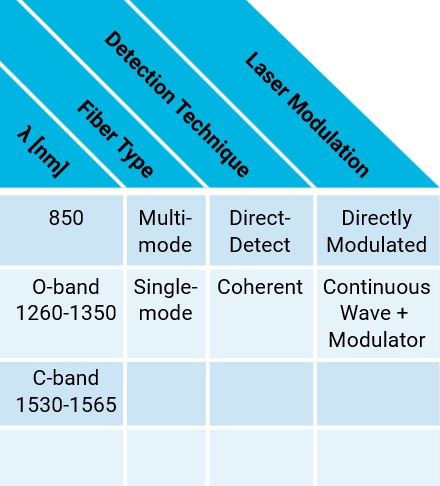 λ [nm]
Fiber Type
Detection Technique
Laser Modulation
850
Multi-
mode
Direct-
Detect
Directly
Modulated
O-band
1260-1350
Single-
mode
Coherent
Continuous
Wave +
Modulator
C-band
1530-1565